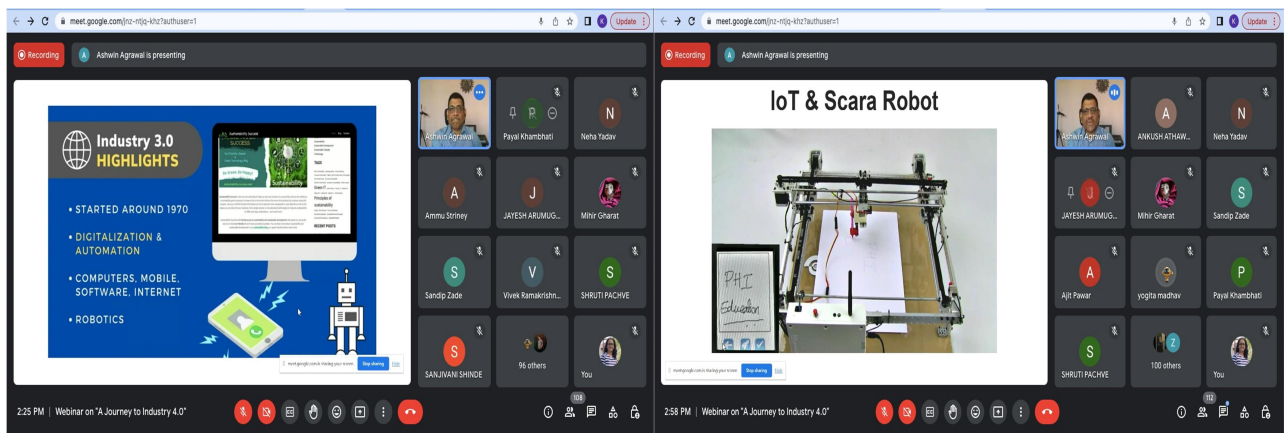 meet.google.com/jnz-ntjq-khz?authuser=1
K
Update
Recording
A
Ashwin Agrawal is presenting
Industry 3.0
HIGHLIGHTS
• STARTED AROUND 1970
• DIGITALIZATION &
AUTOMATION
• COMPUTERS, MOBILE,
SOFTWARE, INTERNET
• ROBOTICS
SUCCESS
Sustainability
TAGS
Principles of
sustainability
RECENT POSTS
Stop sharing
Hide
Ashwin Agrawal
Payal Khambhati
N
Neha Yadav
A
Ammu Striney
J
JAYESH ARUMUG...
Mihir Gharat
S
Sandip Zade
V
Vivek Ramakrishn...
S
SHRUTI PACHVE
S
SANJIVANI SHINDE
96 others
You
2:25 PM | Webinar on "A Journey to Industry 4.0"
108
meet.google.com/jnz-ntjq-khz?authuser=1
K
Update
Recording
A
Ashwin Agrawal is presenting
IoT & Scara Robot
PHI
Education
Stop sharing
Hide
Ashwin Agrawal
A
ANKUSH ATHAW...
N
Neha Yadav
J
JAYESH ARUMUG...
Mihir Gharat
S
Sandip Zade
A
Ajit Pawar
yogita madhav
P
Payal Khambhati
S
SHRUTI PACHVE
Z
100 others
You
2:58 PM | Webinar on "A Journey to Industry 4.0"
112